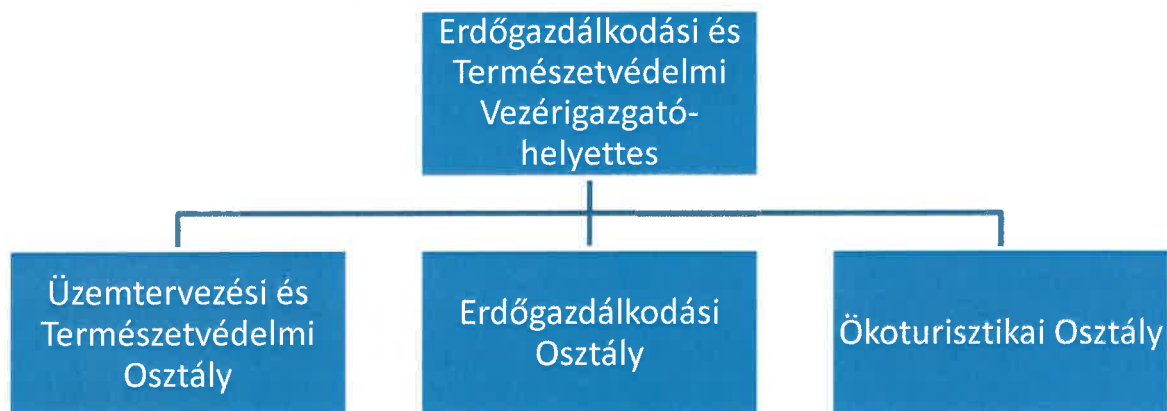 Erdőgazdálkodási és
Természetvédelmi
Vezérigazgató-
helyettes
Üzemtervezési és
Természetvédelmi
Osztály
Erdőgazdálkodási
Osztály
Ökoturisztikai Osztály